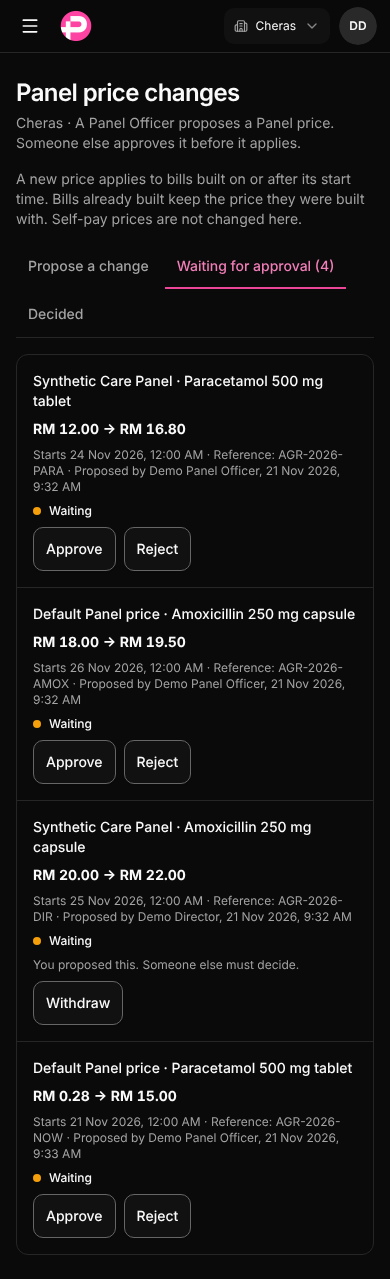 Cheras
DD
Panel price changes
Cheras · A Panel Officer proposes a Panel price.
Someone else approves it before it applies.
A new price applies to bills built on or after its start
time. Bills already built keep the price they were built
with. Self-pay prices are not changed here.
Propose a change
Waiting for approval (4)
Decided
Synthetic Care Panel · Paracetamol 500 mg
tablet
RM 12.00 → RM 16.80
Starts 24 Nov 2026, 12:00 AM · Reference: AGR-2026-
PARA · Proposed by Demo Panel Officer, 21 Nov 2026,
9:32 AM
Waiting
Approve
Reject
Default Panel price · Amoxicillin 250 mg capsule
RM 18.00 → RM 19.50
Starts 26 Nov 2026, 12:00 AM · Reference: AGR-2026-
AMOX · Proposed by Demo Panel Officer, 21 Nov 2026,
9:32 AM
Waiting
Approve
Reject
Synthetic Care Panel · Amoxicillin 250 mg
capsule
RM 20.00 → RM 22.00
Starts 25 Nov 2026, 12:00 AM · Reference: AGR-2026-
DIR · Proposed by Demo Director, 21 Nov 2026, 9:32 AM
Waiting
You proposed this. Someone else must decide.
Withdraw
Default Panel price · Paracetamol 500 mg tablet
RM 0.28 → RM 15.00
Starts 21 Nov 2026, 12:00 AM · Reference: AGR-2026-
NOW · Proposed by Demo Panel Officer, 21 Nov 2026,
9:33 AM
Waiting
Approve
Reject